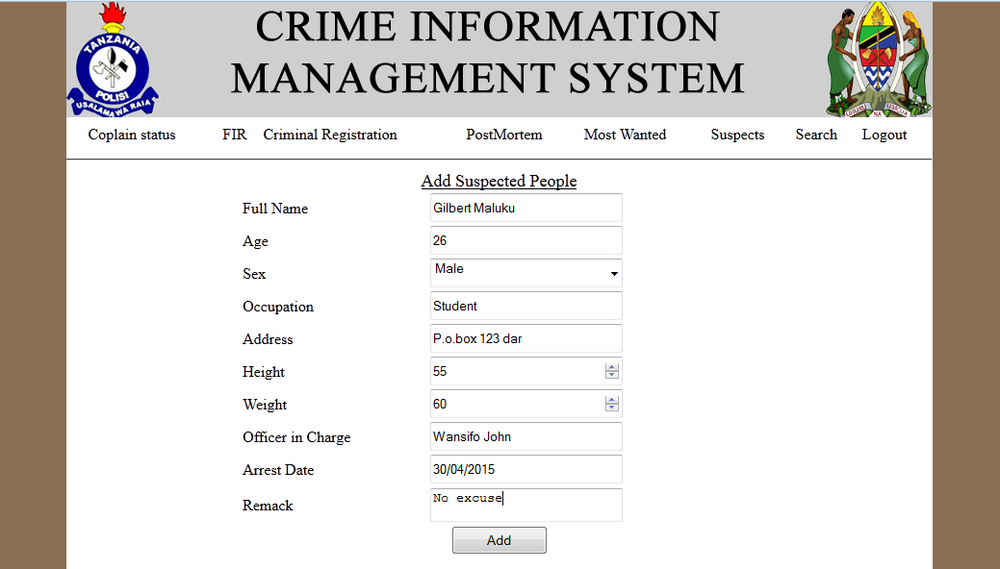 CRIME INFORMATION
MANAGEMENT SYSTEM
TANZANIA
POLISI
USALAMA WA RAIA
UHURU NA UMOJA
Coplain status FIR Criminal Registration PostMortem Most Wanted Suspects Search Logout
Add Suspected People
Full Name Gilbert Maluku
Age 26
Sex Male
Occupation Student
Address P.o.box 123 dar
Height 55
Weight 60
Officer in Charge Wansifo John
Arrest Date 30/04/2015
Remack No excuse
Add